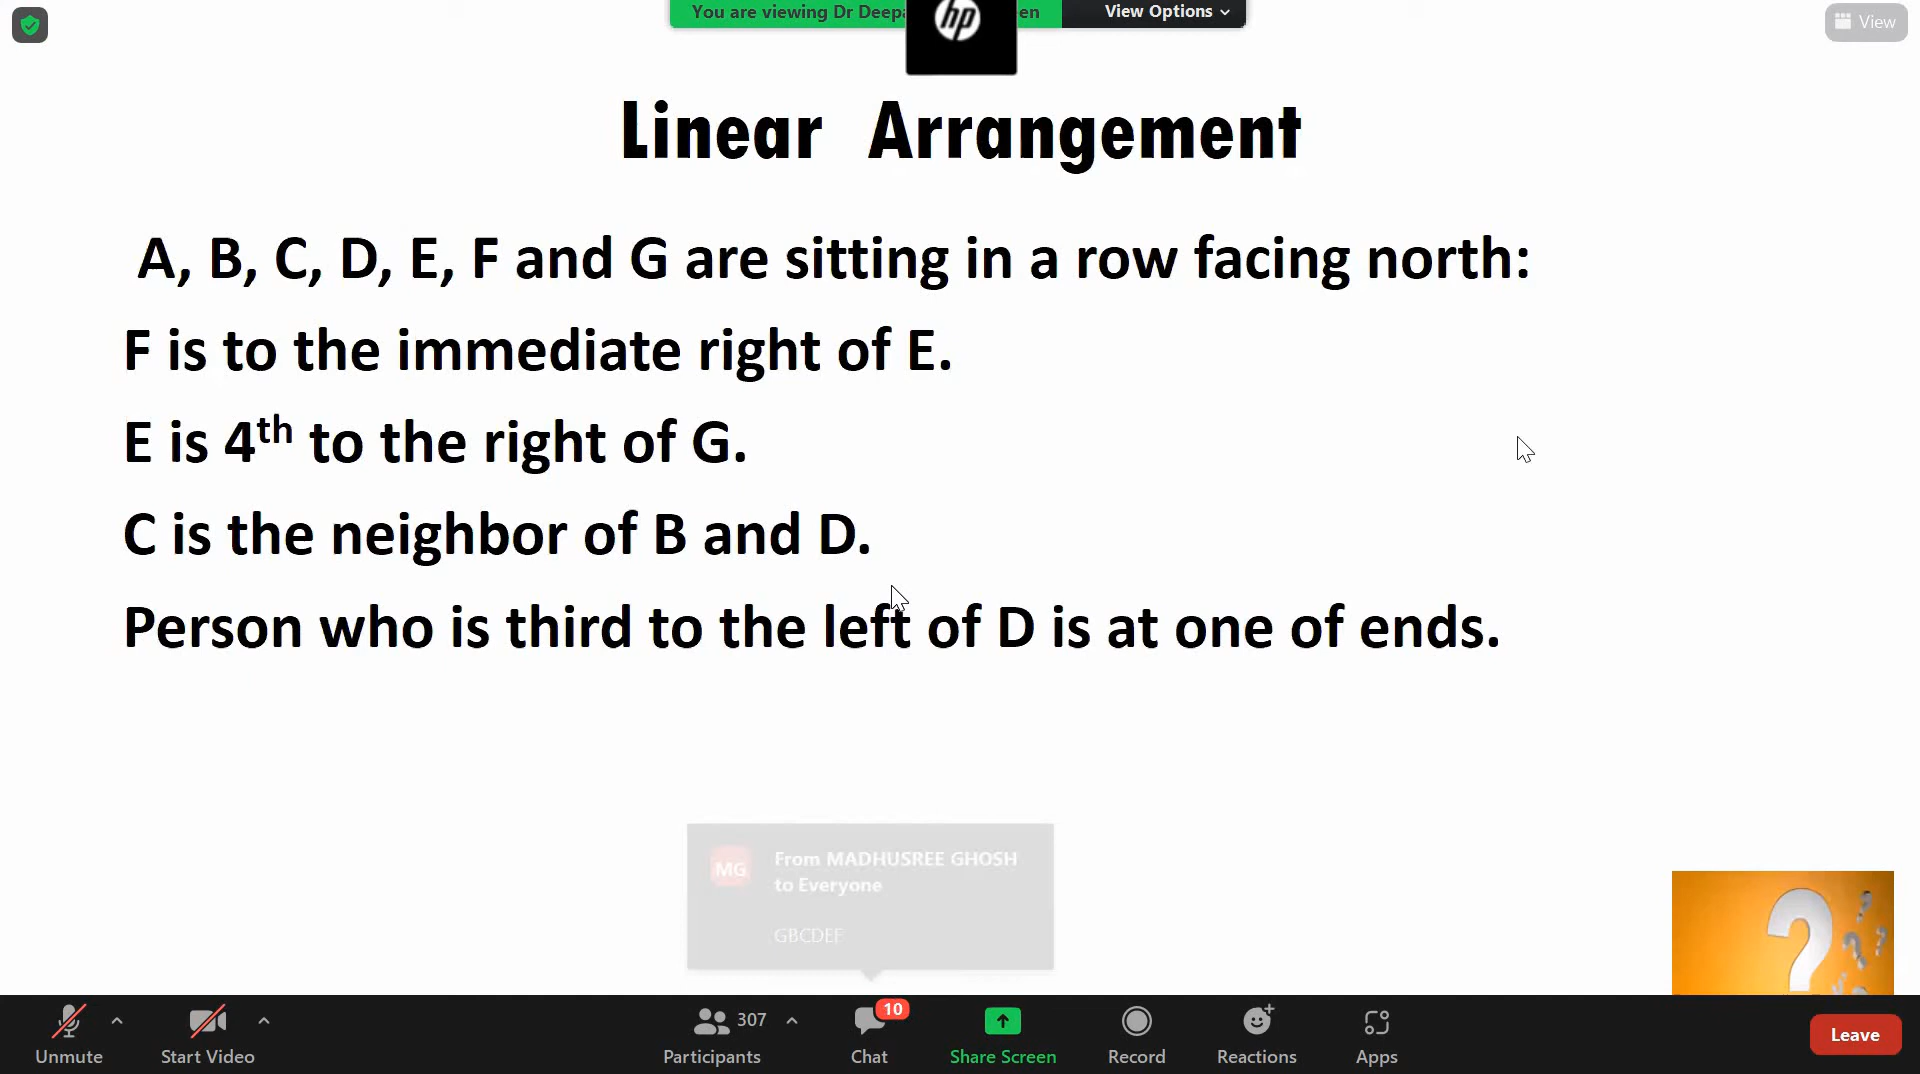 You are viewing Dr Deepa
en
View Options
View
hp
Linear Arrangement
A, B, C, D, E, F and G are sitting in a row facing north:
F is to the immediate right of E.
E is 4th to the right of G.
C is the neighbor of B and D.
Person who is third to the left of D is at one of ends.
MG
From MADHUSREE GHOSH
to Everyone
GBCDEF
Unmute
Start Video
307
Participants
10
Chat
Share Screen
Record
Reactions
Apps
Leave